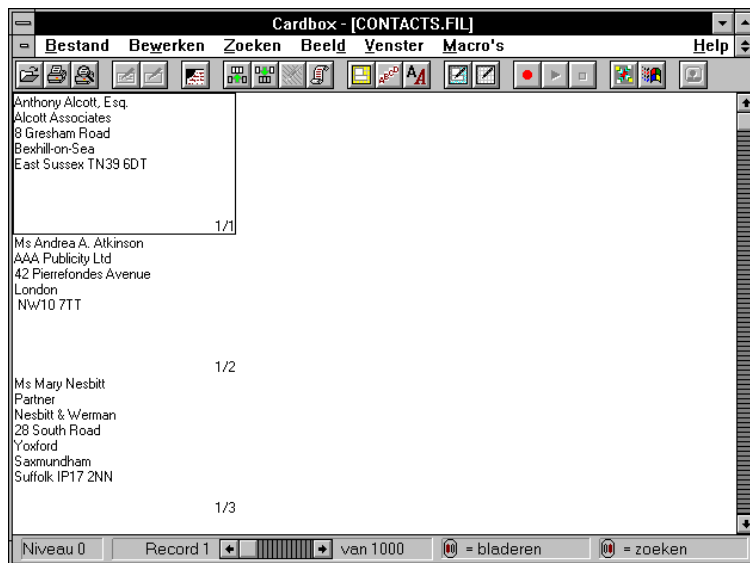 Cardbox - [CONTACTS.FIL]
Bestand Bewerken Zoeken Beeld Venster Macro's Help
Anthony Alcott, Esq.
Alcott Associates
8 Gresham Road
Bexhill-on-Sea
East Sussex TN39 6DT
1/1
Ms Andrea A. Atkinson
AAA Publicity Ltd
42 Pierrefondes Avenue
London
NW10 7TT
1/2
Ms Mary Nesbitt
Partner
Nesbitt & Werman
28 South Road
Yoxford
Saxmundham
Suffolk IP17 2NN
1/3
Niveau 0 Record 1 van 1000 = bladeren = zoeken